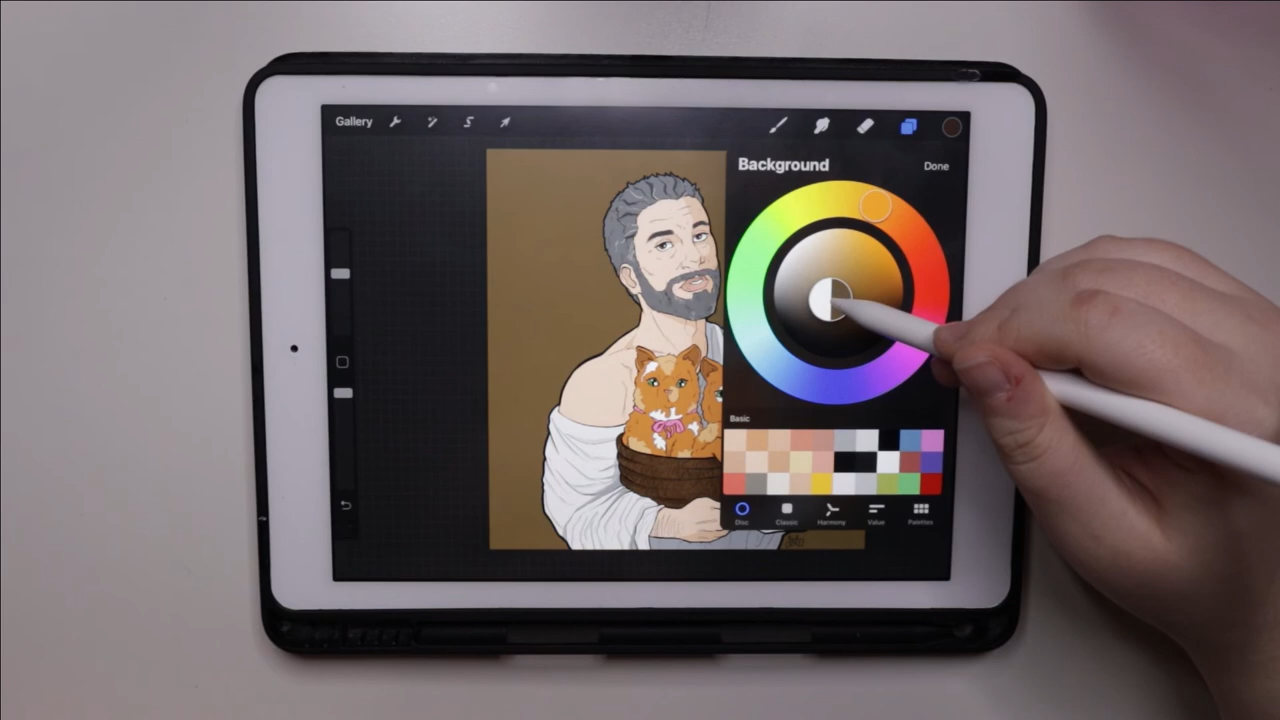 Gallery
Background
Done
Basic
Disc
Classic
Harmony
Value
Palettes